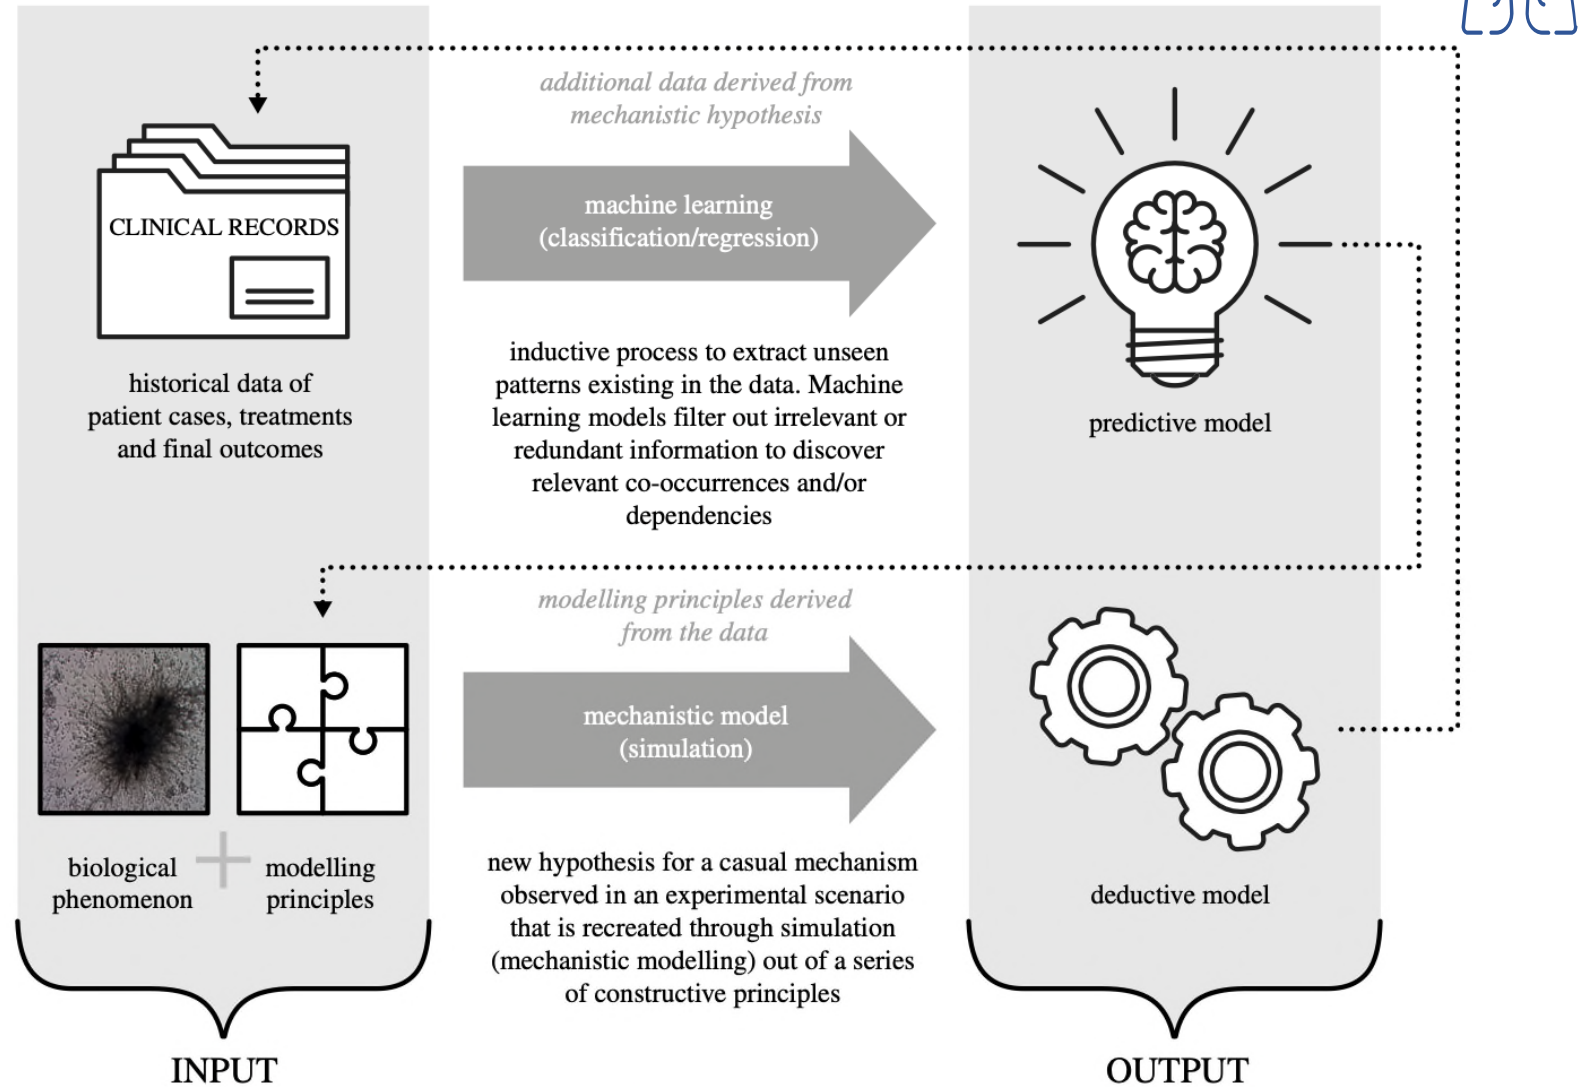 additional data derived from
mechanistic hypothesis
CLINICAL RECORDS
machine learning
(classification/regression)
historical data of
patient cases, treatments
and final outcomes
inductive process to extract unseen
patterns existing in the data. Machine
learning models filter out irrelevant or
redundant information to discover
relevant co-occurrences and/or
dependencies
predictive model
modelling principles derived
from the data
mechanistic model
(simulation)
biological
phenomenon
+
modelling
principles
new hypothesis for a casual mechanism
observed in an experimental scenario
that is recreated through simulation
(mechanistic modelling) out of a series
of constructive principles
deductive model
INPUT
OUTPUT